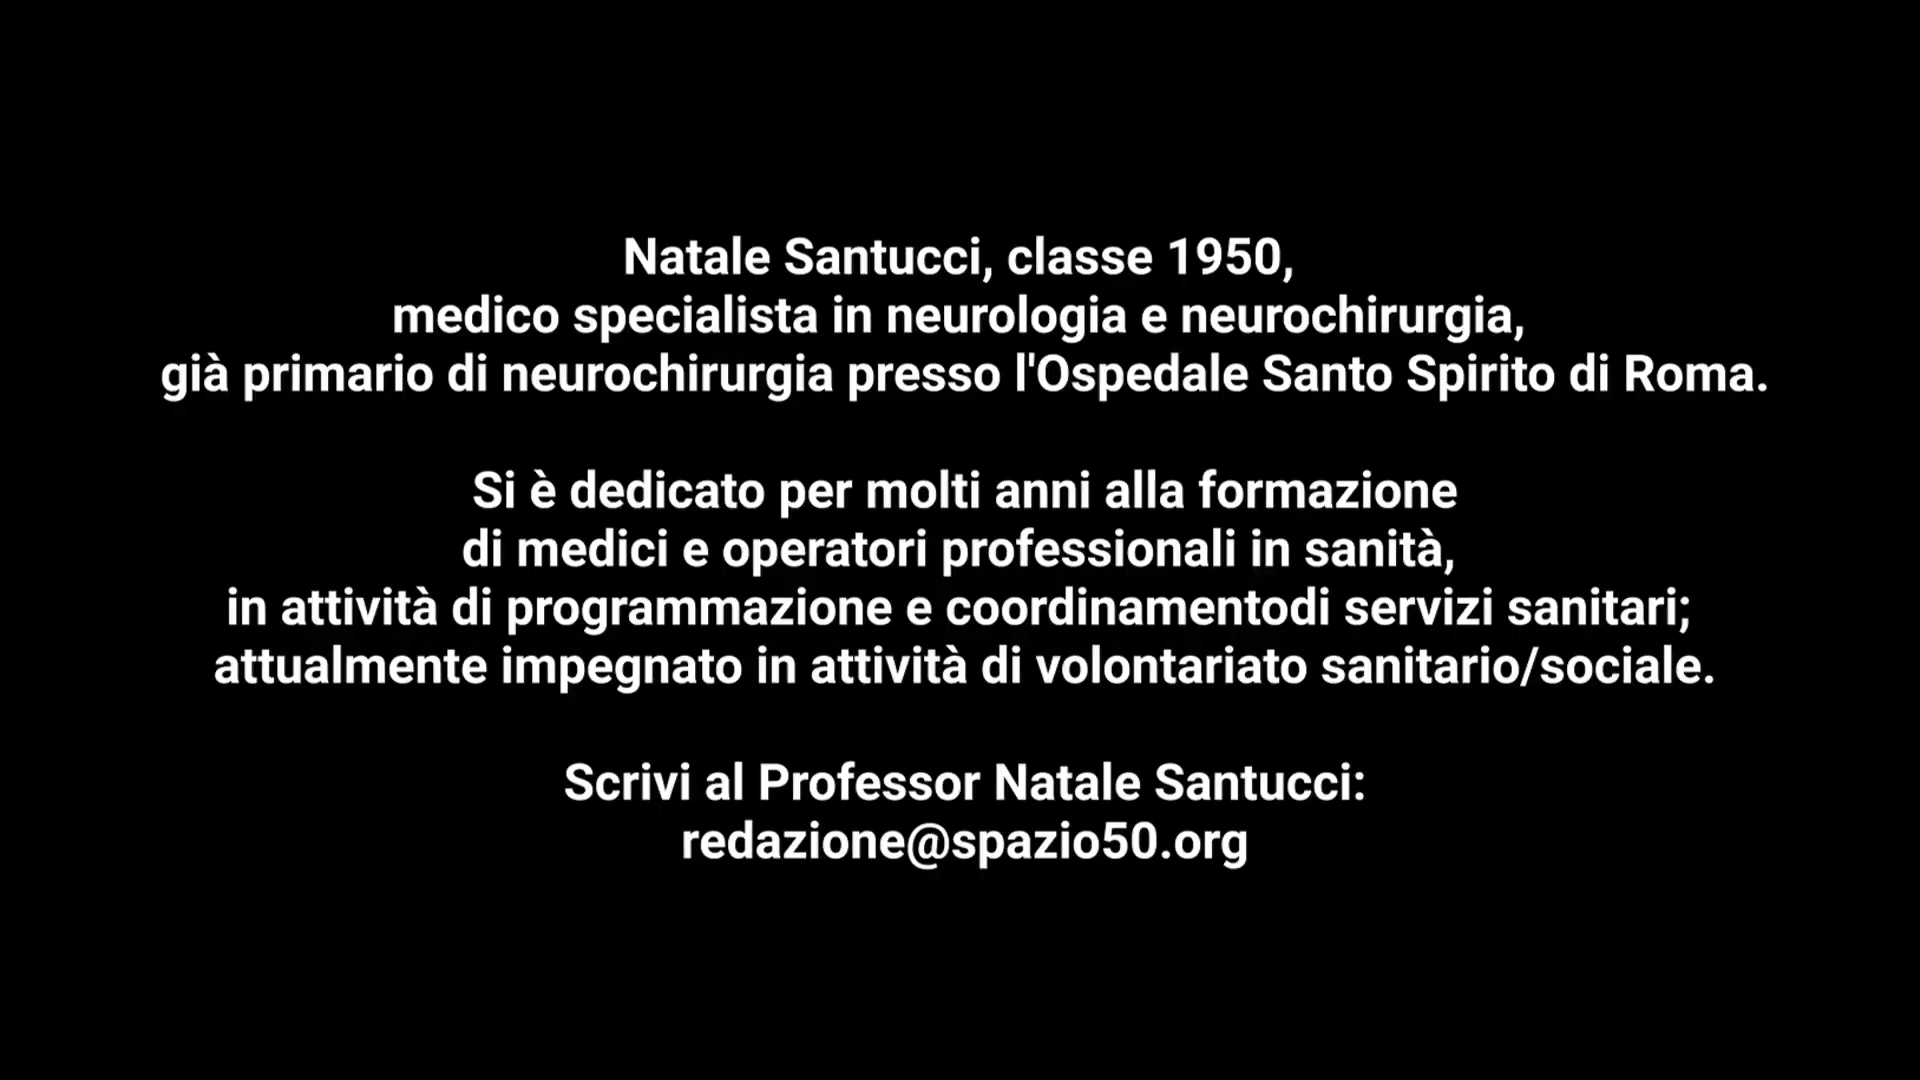 Natale Santucci, classe 1950,
medico specialista in neurologia e neurochirurgia,
già primario di neurochirurgia presso l'Ospedale Santo Spirito di Roma.
Si è dedicato per molti anni alla formazione
di medici e operatori professionali in sanità,
in attività di programmazione e coordinamentodi servizi sanitari;
attualmente impegnato in attività di volontariato sanitario/sociale.
Scrivi al Professor Natale Santucci:
redazione@spazio50.org